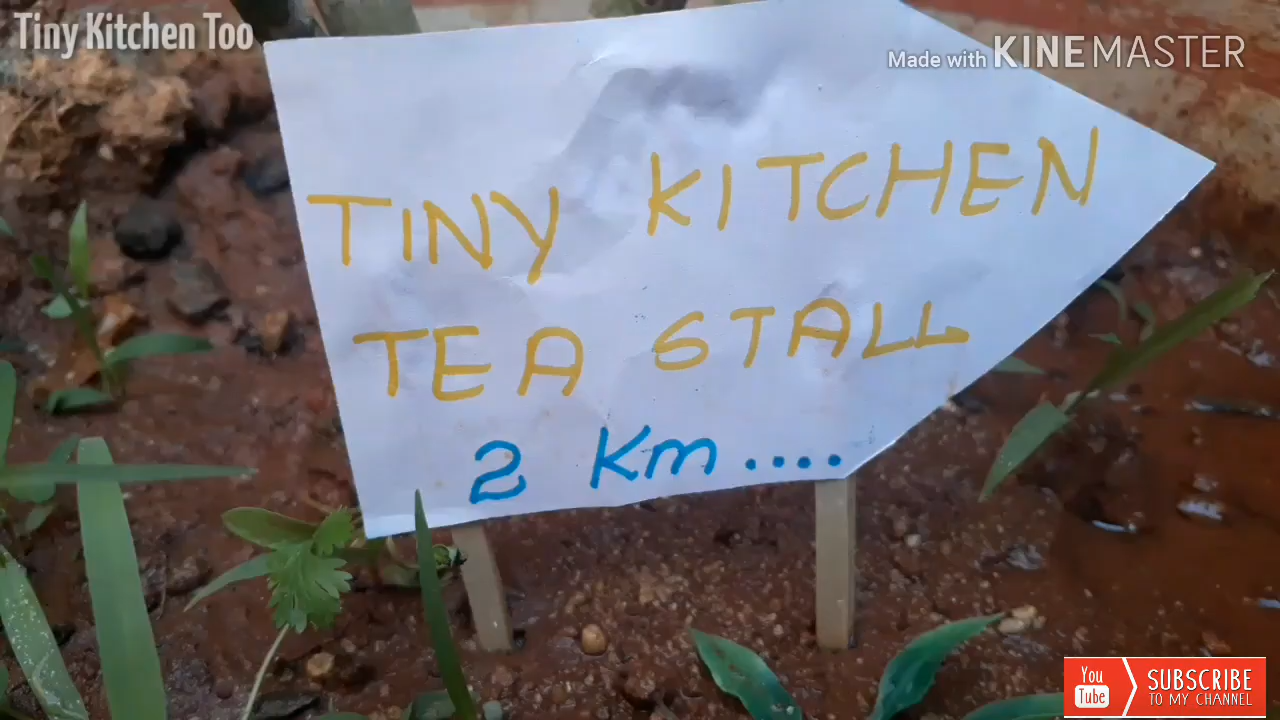 Tiny Kitchen Too
Made with KINEMASTER
TINY KITCHEN
TEA STALL
2 Km....
You
Tube
SUBSCRIBE
TO MY CHANNEL